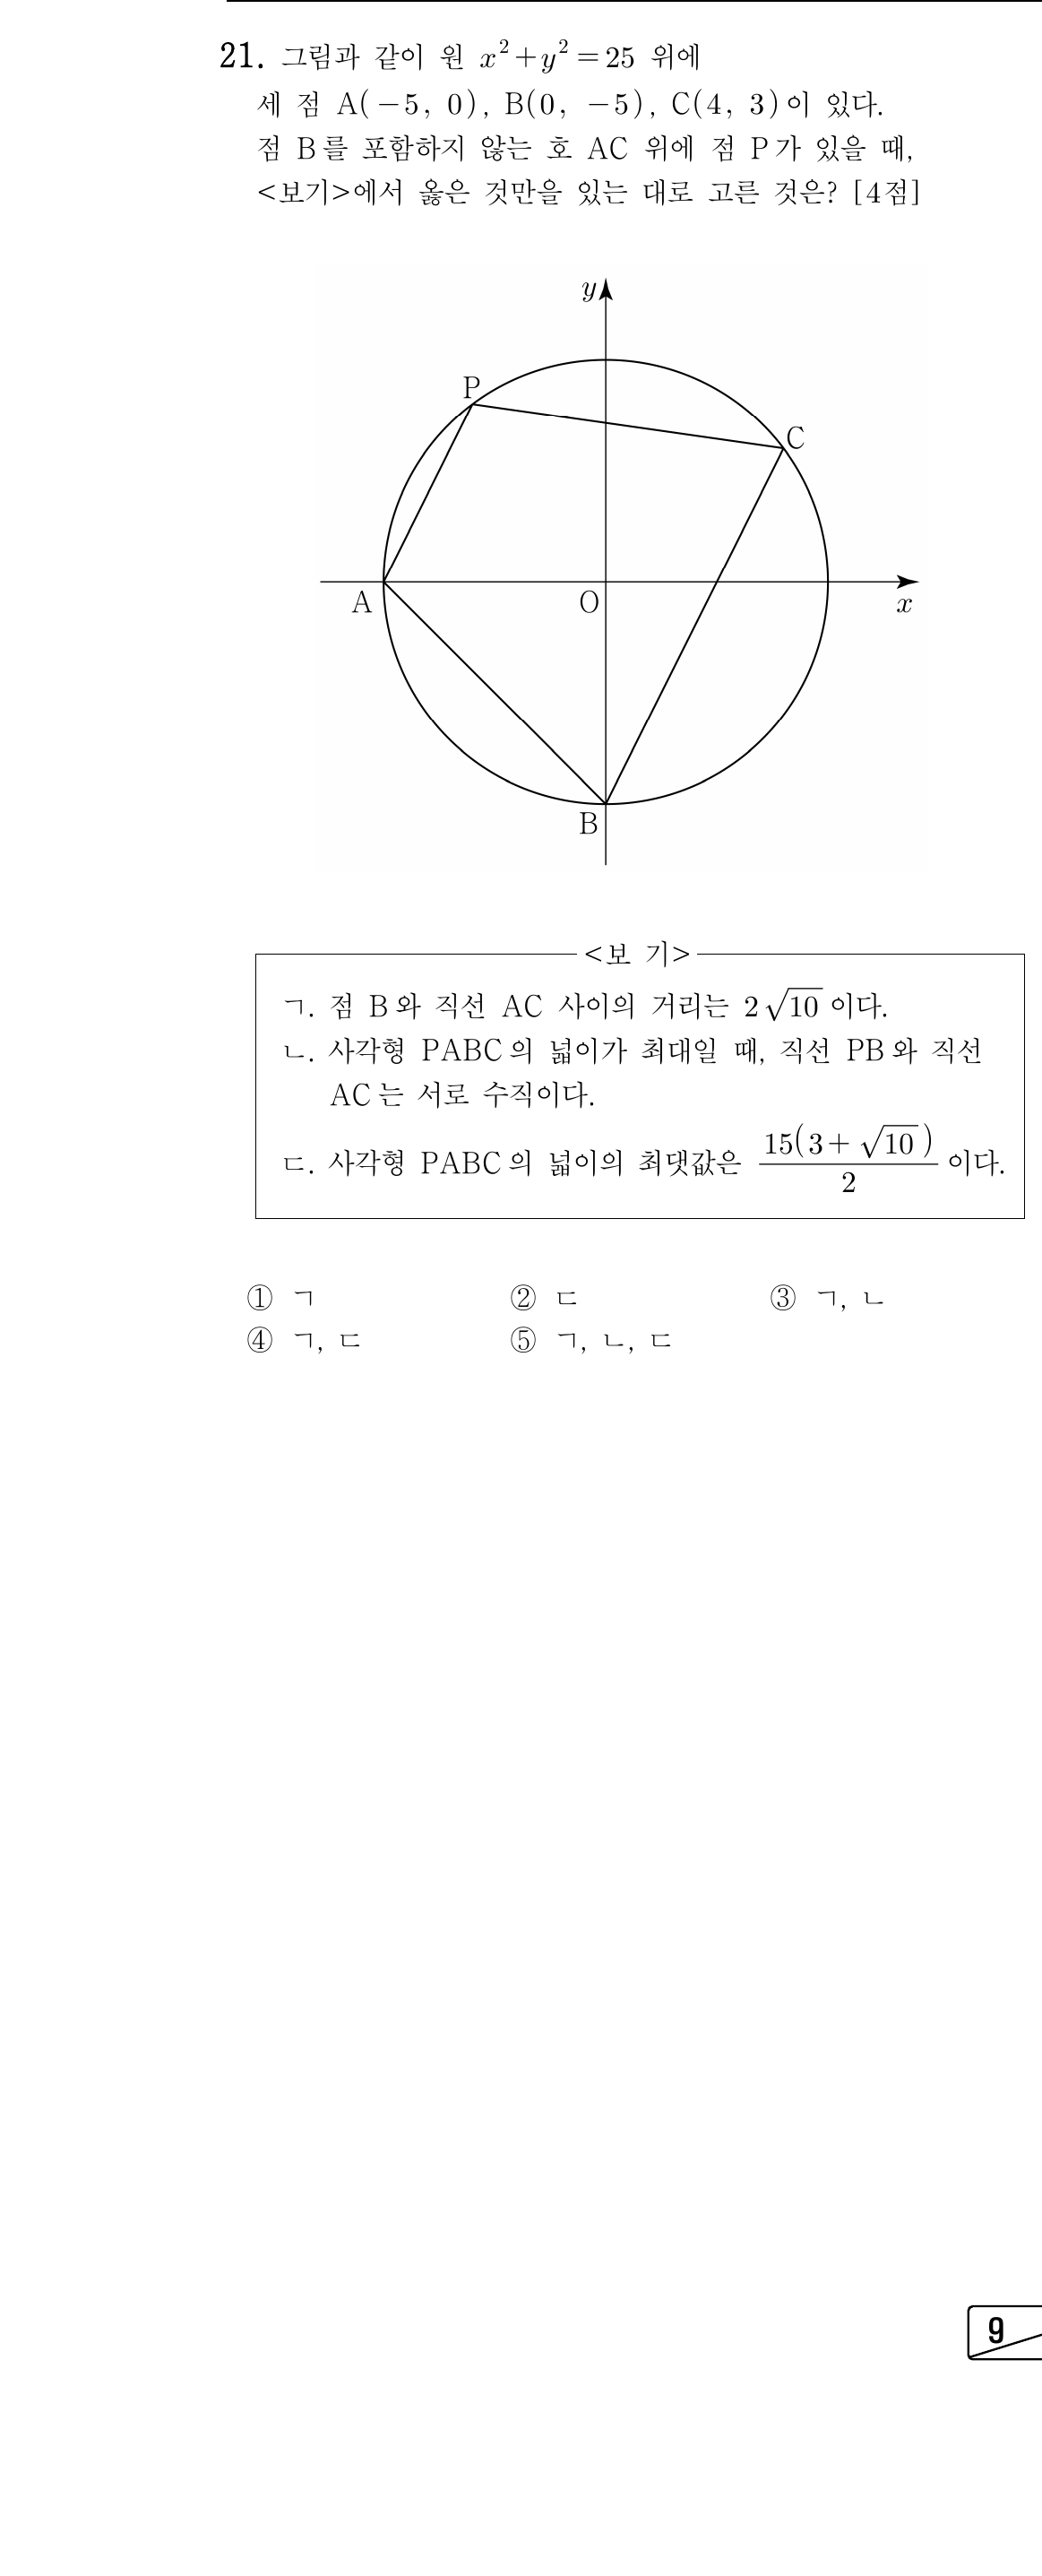 21. 그림과 같이 원 x²+y²=25 위에
세 점 A(-5, 0), B(0, -5), C(4, 3)이 있다.
점 B를 포함하지 않는 호 AC 위에 점 P가 있을 때,
<보기>에서 옳은 것만을 있는 대로 고른 것은? [4점]
y
P
C
A
O
x
B
<보 기>
ㄱ. 점 B와 직선 AC 사이의 거리는 2√10 이다.
ㄴ. 사각형 PABC의 넓이가 최대일 때, 직선 PB와 직선
AC는 서로 수직이다.
ㄷ. 사각형 PABC의 넓이의 최댓값은 15(3+√10)/2 이다.
① ㄱ ② ㄷ ③ ㄱ, ㄴ
④ ㄱ, ㄷ ⑤ ㄱ, ㄴ, ㄷ
9